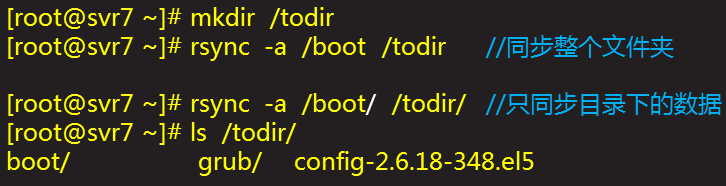 [root@svr7 ~]# mkdir /todir
[root@svr7 ~]# rsync -a /boot /todir //同步整个文件夹
[root@svr7 ~]# rsync -a /boot/ /todir/ //只同步目录下的数据
[root@svr7 ~]# ls /todir/
boot/ grub/ config-2.6.18-348.el5